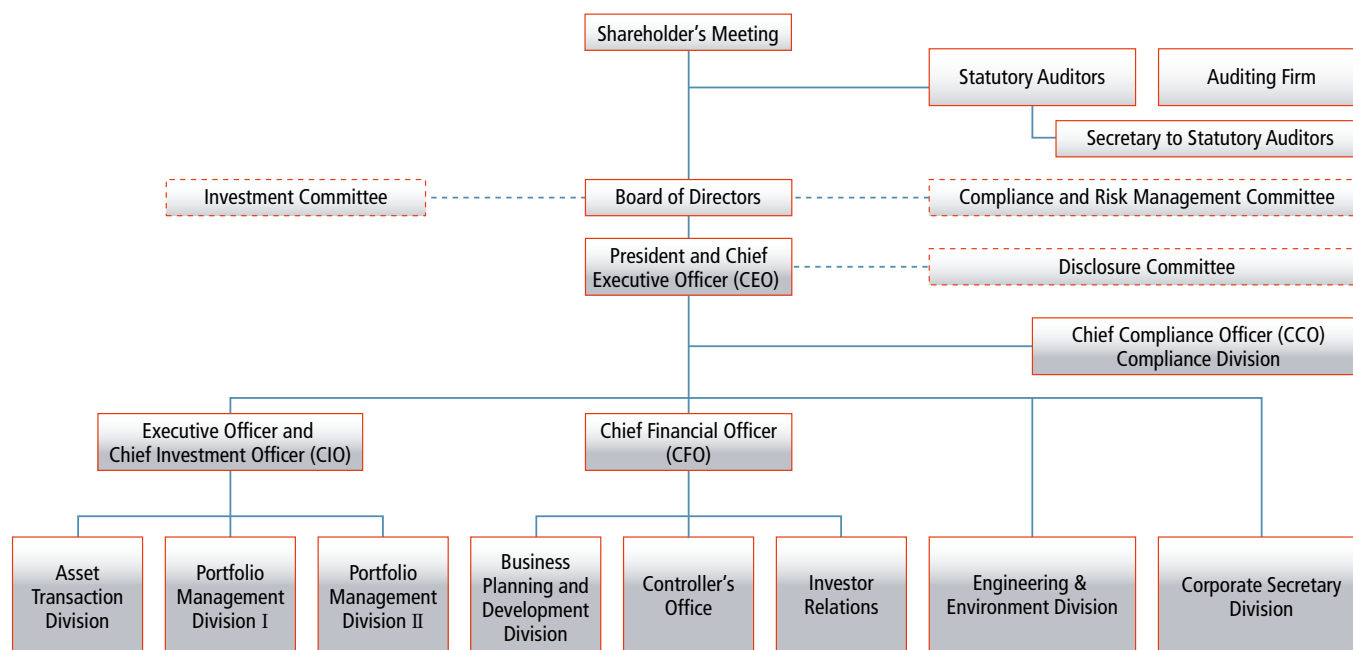 Shareholder's Meeting
Statutory Auditors
Auditing Firm
Secretary to Statutory Auditors
Investment Committee
Board of Directors
Compliance and Risk Management Committee
President and Chief
Executive Officer (CEO)
Disclosure Committee
Chief Compliance Officer (CCO)
Compliance Division
Executive Officer and
Chief Investment Officer (CIO)
Chief Financial Officer
(CFO)
Asset
Transaction
Division
Portfolio
Management
Division Ⅰ
Portfolio
Management
Division Ⅱ
Business
Planning and
Development
Division
Controller's
Office
Investor
Relations
Engineering &
Environment Division
Corporate Secretary
Division